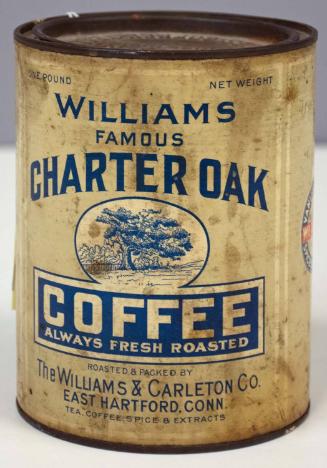 ONE POUND NET WEIGHT
WILLIAMS
FAMOUS
CHARTER OAK
COFFEE
ALWAYS FRESH ROASTED
ROASTED & PACKED BY
The WILLIAMS & CARLETON Co.
EAST HARTFORD, CONN.
TEA, COFFEE, SPICE & EXTRACTS